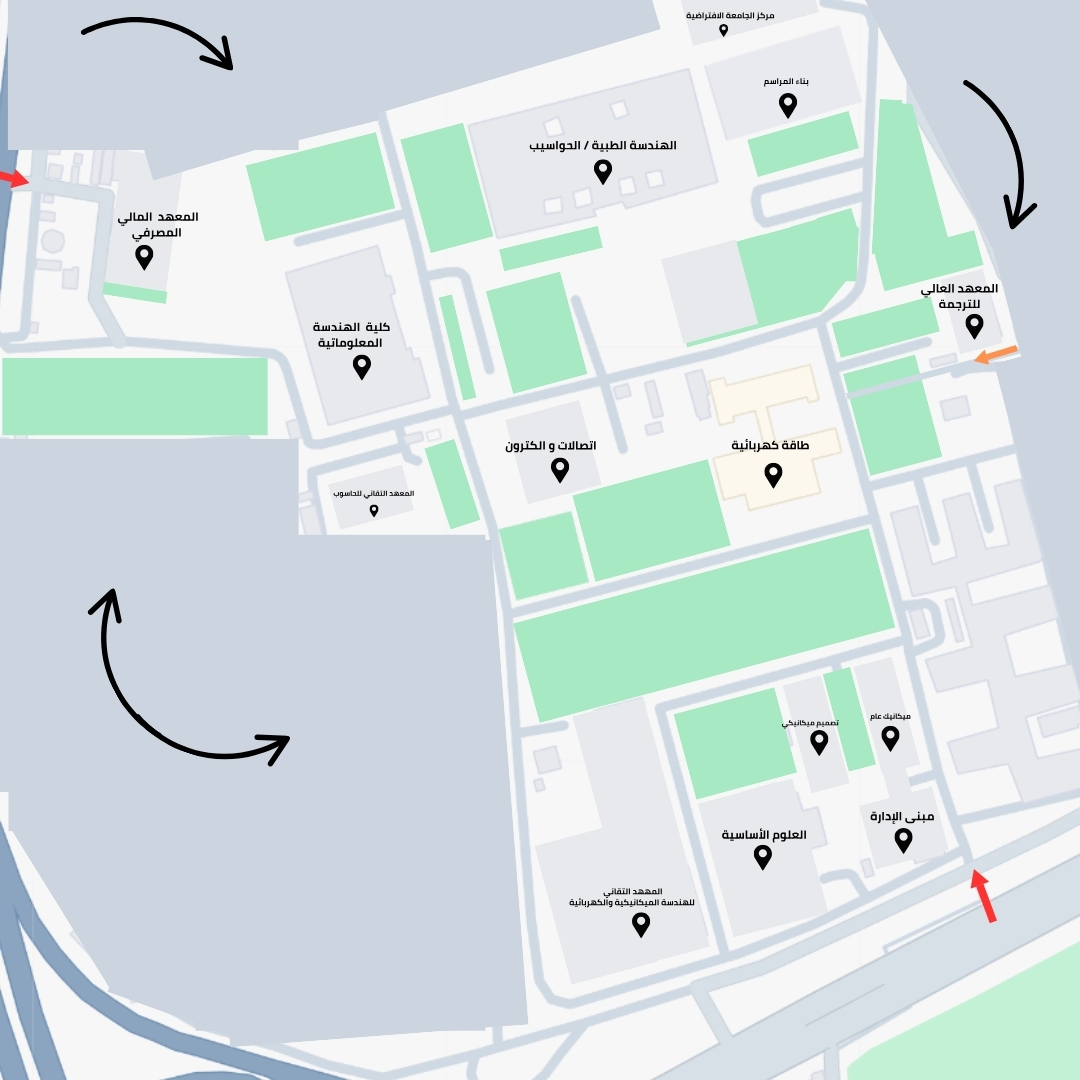 مركز الجامعة الافتراضية
بناء المراسم
الهندسة الطبية / الحواسيب
المعهد المالي
المصرفي
المعهد العالي
للترجمة
كلية الهندسة
المعلوماتية
اتصالات و الكترون
طاقة كهربائية
المعهد التقاني للحاسوب
تصميم ميكانيكي
ميكانيك عام
مبنى الإدارة
العلوم الأساسية
المههد التقاني
للهندسة الميكانيكية والكهربائية